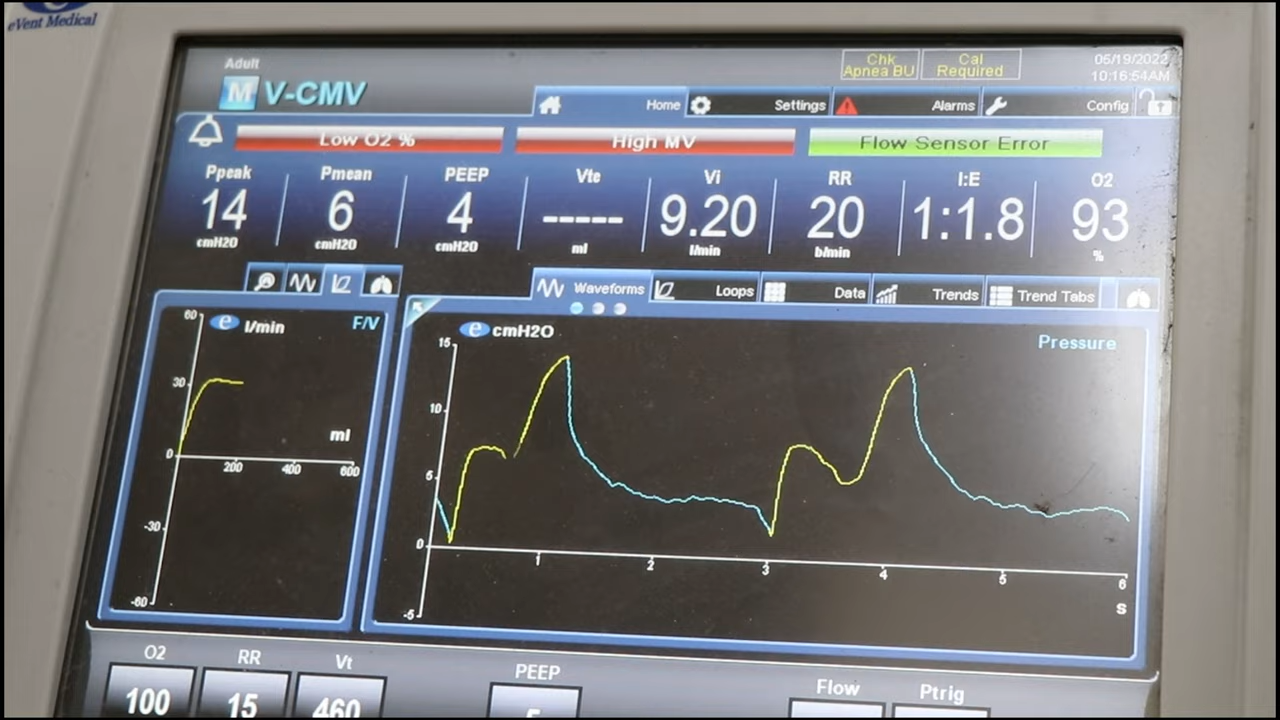 eVent Medical
Adult
M V-CMV
Chk
Apnea BU
Cal
Required
06/19/2022
10:16:54AM
Home
Settings
Alarms
Config
Low O2 %
High MV
Flow Sensor Error
Ppeak
14
cmH2O
Pmean
6
cmH2O
PEEP
4
cmH2O
Vte
-----
ml
Vi
9.20
l/min
RR
20
b/min
I:E
1:1.8
O2
93
%
Waveforms
Loops
Data
Trends
Trend Tabs
e l/min
F/V
60
30
0
-30
-60
ml
200 400 600
e cmH2O
Pressure
15
10
5
0
-5
1 2 3 4 5 6
s
O2
100
RR
15
Vt
460
PEEP
Flow
Ptrig